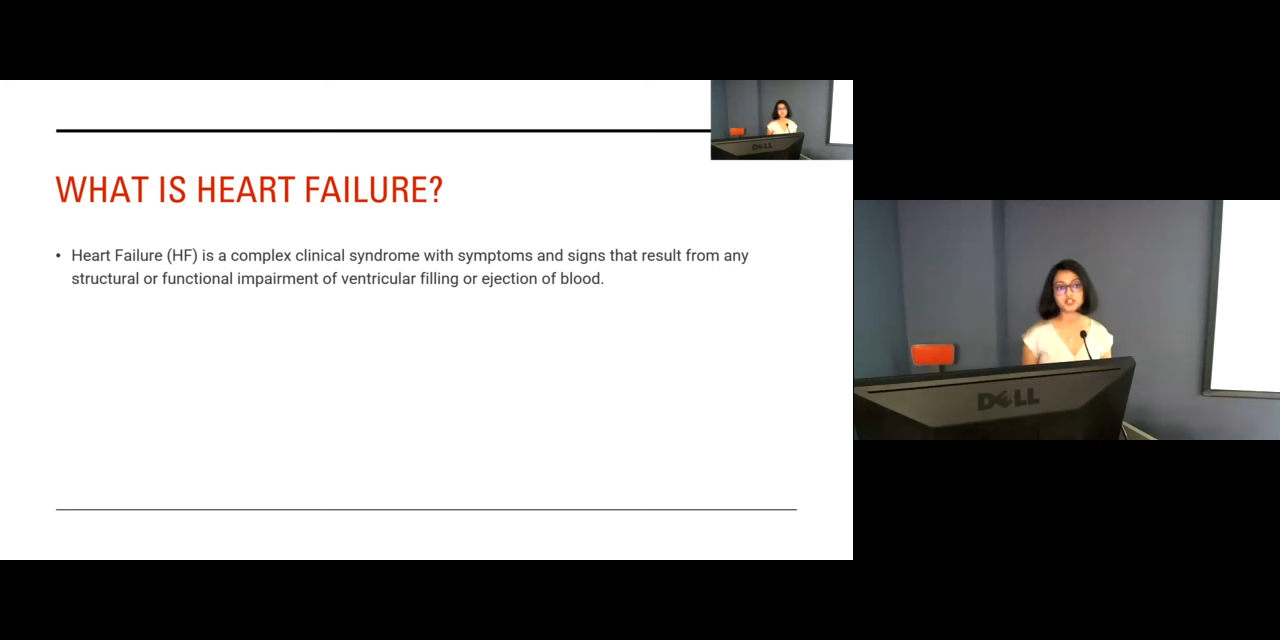 WHAT IS HEART FAILURE?
• Heart Failure (HF) is a complex clinical syndrome with symptoms and signs that result from any
structural or functional impairment of ventricular filling or ejection of blood.
DELL
DELL